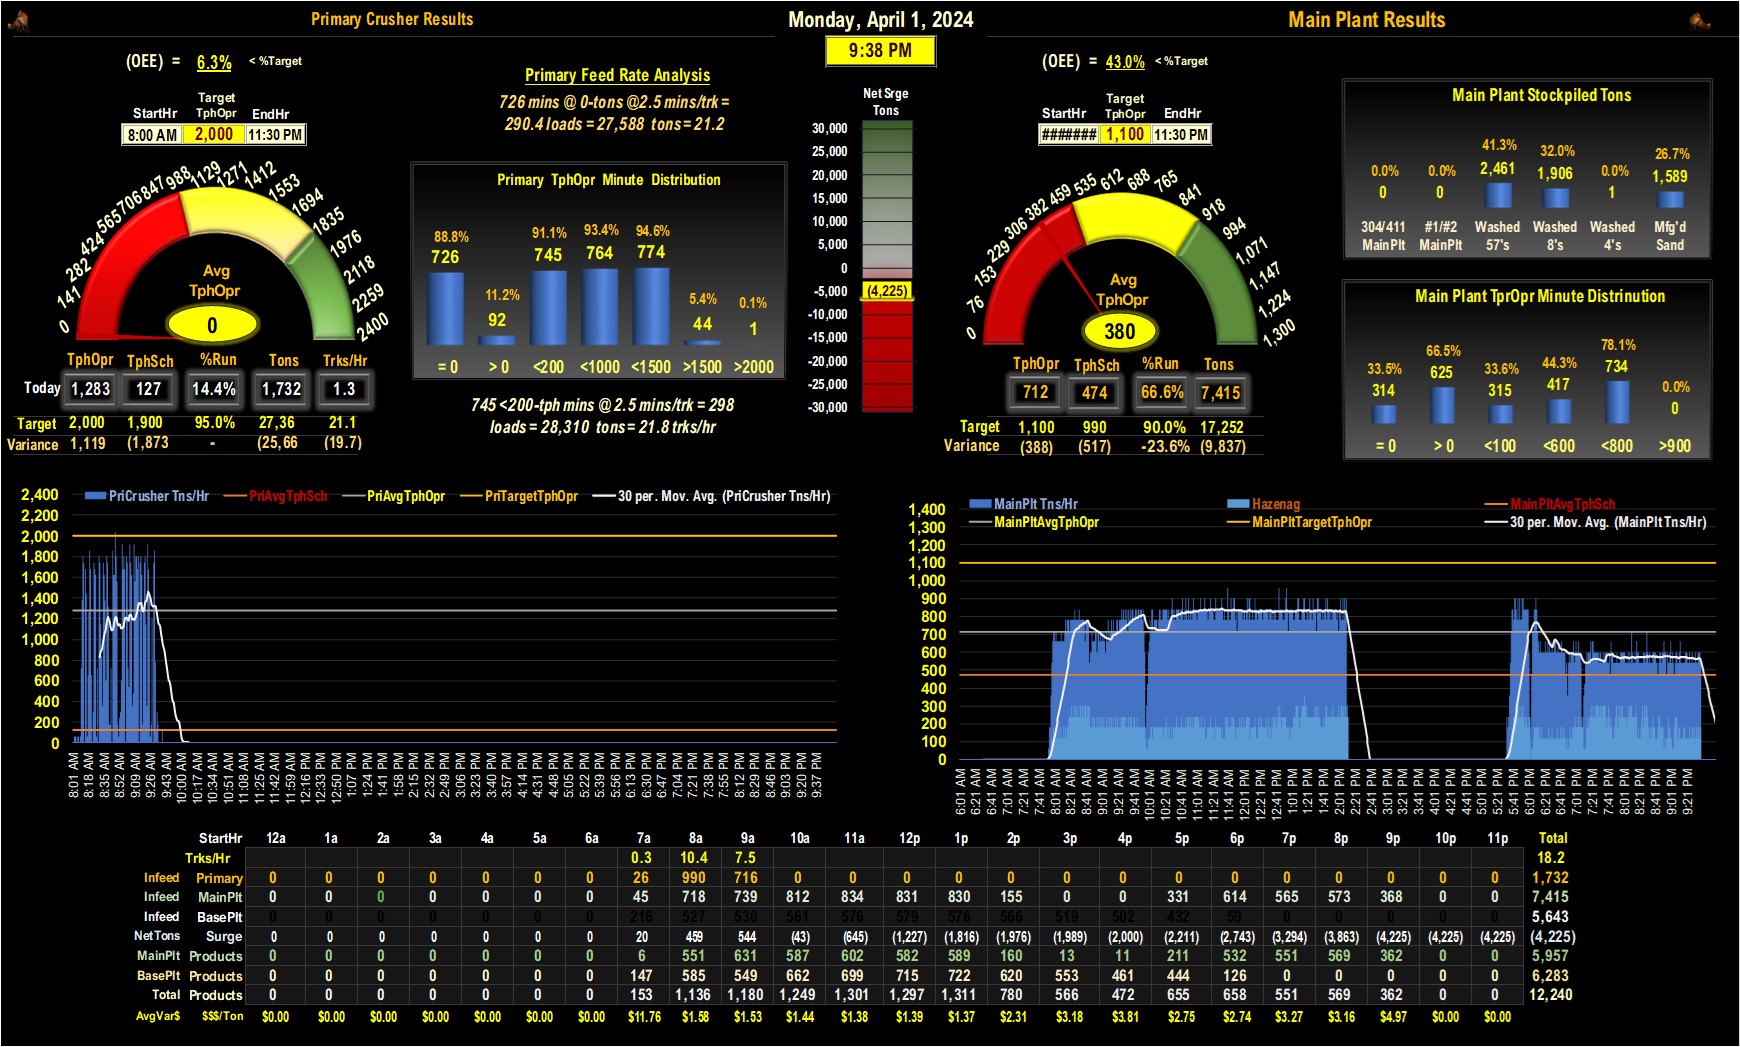 Primary Crusher Results
Monday, April 1, 2024
Main Plant Results
9:38 PM
(OEE) = 6.3% < %Target
StartHr Target TphOpr EndHr
8:00 AM 2,000 11:30 PM
0 141 282 424 565 706 847 988 1129 1271 1412 1553 1694 1835 1976 2118 2259 2400
Avg
TphOpr
0
TphOpr TphSch %Run Tons Trks/Hr
Today 1,283 127 14.4% 1,732 1.3
Target 2,000 1,900 95.0% 27,36 21.1
Variance 1,119 (1,873 - (25,66 (19.7)
Primary Feed Rate Analysis
726 mins @ 0-tons @2.5 mins/trk =
290.4 loads = 27,588 tons = 21.2
Primary TphOpr Minute Distribution
88.8% 11.2% 91.1% 93.4% 94.6% 5.4% 0.1%
726 92 745 764 774 44 1
= 0 > 0 <200 <1000 <1500 >1500 >2000
745 <200-tph mins @ 2.5 mins/trk = 298
loads = 28,310 tons = 21.8 trks/hr
Net Srge
Tons
30,000
25,000
20,000
15,000
10,000
5,000
0
-5,000
(4,225)
-10,000
-15,000
-20,000
-25,000
-30,000
(OEE) = 43.0% < %Target
StartHr Target TphOpr EndHr
####### 1,100 11:30 PM
0 76 153 229 306 382 459 535 612 688 765 841 918 994 1,071 1,147 1,224 1,300
Avg
TphOpr
380
TphOpr TphSch %Run Tons
712 474 66.6% 7,415
Target 1,100 990 90.0% 17,252
Variance (388) (517) -23.6% (9,837)
Main Plant Stockpiled Tons
0.0% 0.0% 41.3% 32.0% 0.0% 26.7%
0 0 2,461 1,906 1 1,589
304/411 #1/#2 Washed Washed Washed Mfg'd
MainPlt MainPlt 57's 8's 4's Sand
Main Plant TprOpr Minute Distrinution
33.5% 66.5% 33.6% 44.3% 78.1% 0.0%
314 625 315 417 734 0
= 0 > 0 <100 <600 <800 >900
PriCrusher Tns/Hr PriAvgTphSch PriAvgTphOpr PriTargetTphOpr 30 per. Mov. Avg. (PriCrusher Tns/Hr)
2,400
2,200
2,000
1,800
1,600
1,400
1,200
1,000
800
600
400
200
0
8:01 AM 8:18 AM 8:35 AM 8:52 AM 9:09 AM 9:26 AM 9:43 AM 10:00 AM 10:17 AM 10:34 AM 10:51 AM 11:08 AM 11:25 AM 11:42 AM 11:59 AM 12:16 PM 12:33 PM 12:50 PM 1:07 PM 1:24 PM 1:41 PM 1:58 PM 2:15 PM 2:32 PM 2:49 PM 3:06 PM 3:23 PM 3:40 PM 3:57 PM 4:14 PM 4:31 PM 4:48 PM 5:05 PM 5:22 PM 5:39 PM 5:56 PM 6:13 PM 6:30 PM 6:47 PM 7:04 PM 7:21 PM 7:38 PM 7:55 PM 8:12 PM 8:29 PM 8:46 PM 9:03 PM 9:20 PM 9:37 PM
MainPlt Tns/Hr Hazenag MainPltAvgTphSch
MainPltAvgTphOpr MainPltTargetTphOpr 30 per. Mov. Avg. (MainPlt Tns/Hr)
1,400
1,300
1,200
1,100
1,000
900
800
700
600
500
400
300
200
100
0
6:01 AM 6:21 AM 6:41 AM 7:01 AM 7:21 AM 7:41 AM 8:01 AM 8:21 AM 8:41 AM 9:01 AM 9:21 AM 9:41 AM 10:01 AM 10:21 AM 10:41 AM 11:01 AM 11:21 AM 11:41 AM 12:01 PM 12:21 PM 12:41 PM 1:01 PM 1:21 PM 1:41 PM 2:01 PM 2:21 PM 2:41 PM 3:01 PM 3:21 PM 3:41 PM 4:01 PM 4:21 PM 4:41 PM 5:01 PM 5:21 PM 5:41 PM 6:01 PM 6:21 PM 6:41 PM 7:01 PM 7:21 PM 7:41 PM 8:01 PM 8:21 PM 8:41 PM 9:01 PM 9:21 PM
StartHr 12a 1a 2a 3a 4a 5a 6a 7a 8a 9a 10a 11a 12p 1p 2p 3p 4p 5p 6p 7p 8p 9p 10p 11p Total
Trks/Hr 0.3 10.4 7.5 18.2
Infeed Primary 0 0 0 0 0 0 0 26 990 716 0 0 0 0 0 0 0 0 0 0 0 0 0 0 1,732
Infeed MainPlt 0 0 0 0 0 0 0 45 718 739 812 834 831 830 155 0 0 331 614 565 573 368 0 0 7,415
Infeed BasePlt 0 0 0 0 0 0 0 216 527 530 561 576 579 576 566 519 502 432 59 0 0 0 0 0 5,643
NetTons Surge 0 0 0 0 0 0 0 20 459 544 (43) (645) (1,227) (1,816) (1,976) (1,989) (2,000) (2,211) (2,743) (3,294) (3,863) (4,225) (4,225) (4,225) (4,225)
MainPlt Products 0 0 0 0 0 0 0 6 551 631 587 602 582 589 160 13 11 211 532 551 569 362 0 0 5,957
BasePlt Products 0 0 0 0 0 0 0 147 585 549 662 699 715 722 620 553 461 444 126 0 0 0 0 0 6,283
Total Products 0 0 0 0 0 0 0 153 1,136 1,180 1,249 1,301 1,297 1,311 780 566 472 655 658 551 569 362 0 0 12,240
AvgVar$ $$$/Ton $0.00 $0.00 $0.00 $0.00 $0.00 $0.00 $0.00 $11.76 $1.58 $1.53 $1.44 $1.38 $1.39 $1.37 $2.31 $3.18 $3.81 $2.75 $2.74 $3.27 $3.16 $4.97 $0.00 $0.00